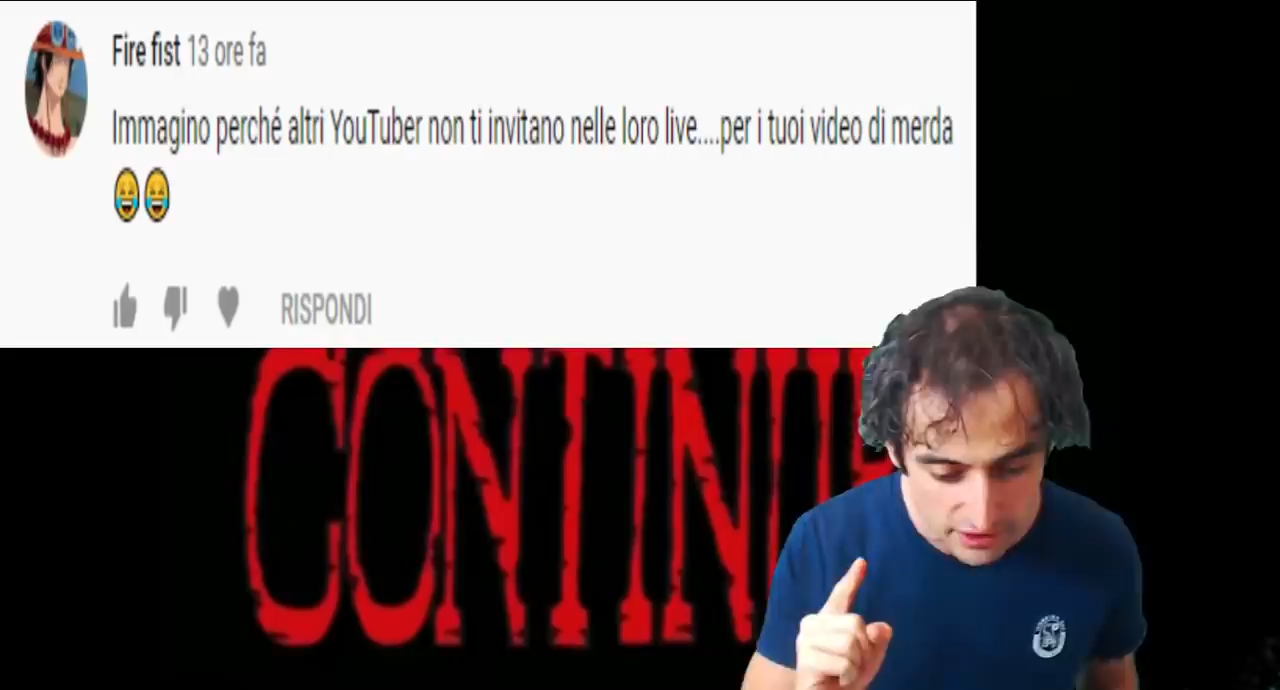 Fire fist 13 ore fa
Immagino perché altri YouTuber non ti invitano nelle loro live....per i tuoi video di merda
😂😂
RISPONDI
CONTINUE